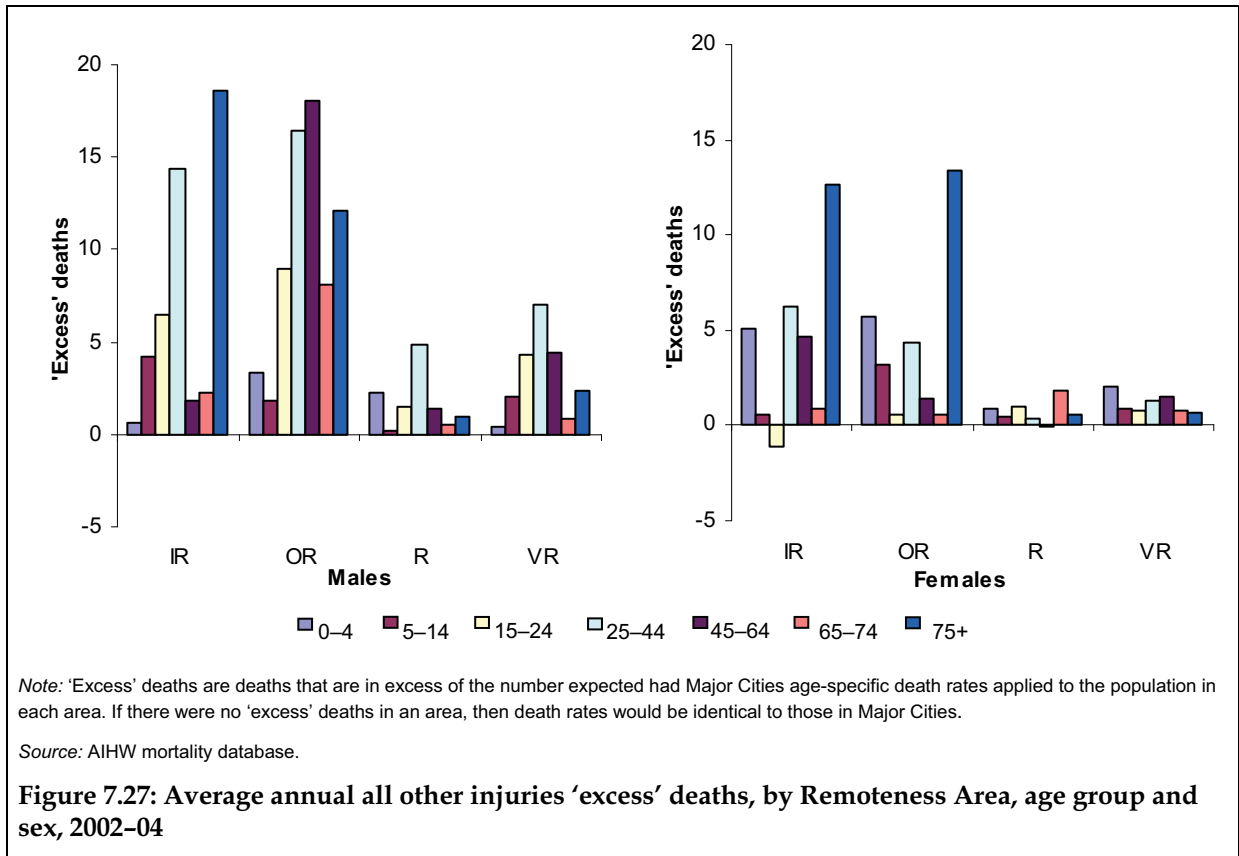 20
15
10
5
0
-5
'Excess' deaths
IR OR R VR
Males
20
15
10
5
0
-5
'Excess' deaths
IR OR R VR
Females
0–4 5–14 15–24 25–44 45–64 65–74 75+
Note: ‘Excess’ deaths are deaths that are in excess of the number expected had Major Cities age-specific death rates applied to the population in
each area. If there were no ‘excess’ deaths in an area, then death rates would be identical to those in Major Cities.
Source: AIHW mortality database.
Figure 7.27: Average annual all other injuries ‘excess’ deaths, by Remoteness Area, age group and
sex, 2002–04